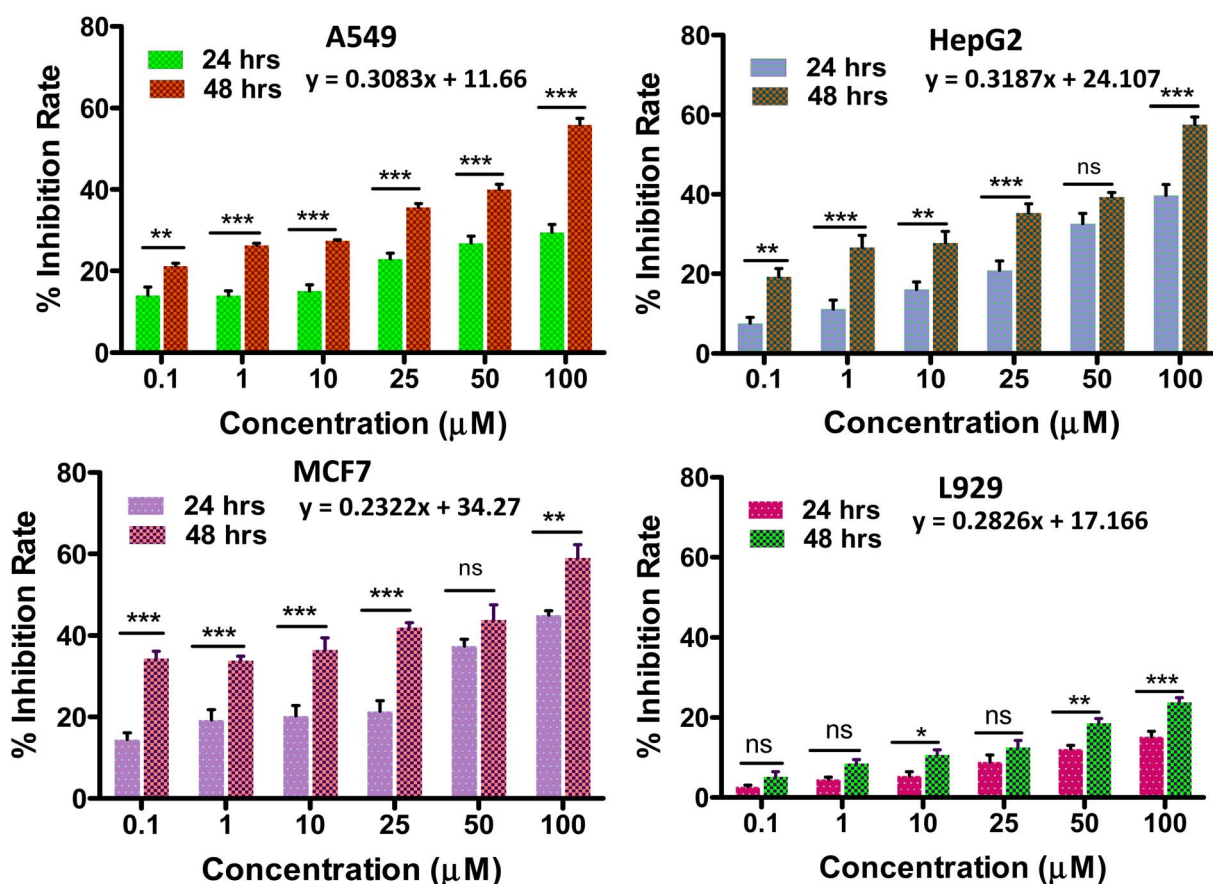 A549
24 hrs
48 hrs
y = 0.3083x + 11.66
% Inhibition Rate
80
60
40
20
0
** *** *** *** *** ***
0.1 1 10 25 50 100
Concentration (μM)
HepG2
24 hrs
48 hrs
y = 0.3187x + 24.107
% Inhibition Rate
80
60
40
20
0
** *** ** *** ns ***
0.1 1 10 25 50 100
Concentration (μM)
MCF7
24 hrs
48 hrs
y = 0.2322x + 34.27
% Inhibition Rate
80
60
40
20
0
*** *** *** *** ns **
0.1 1 10 25 50 100
Concentration (μM)
L929
24 hrs
48 hrs
y = 0.2826x + 17.166
% Inhibition Rate
80
60
40
20
0
ns ns * ns ** ***
0.1 1 10 25 50 100
Concentration (μM)